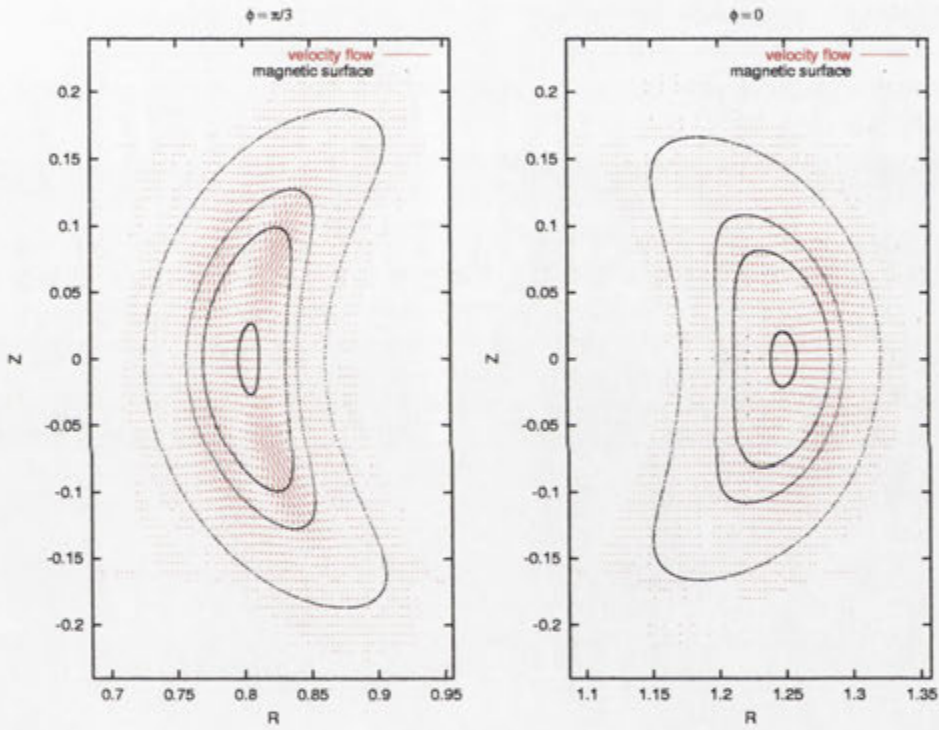 ϕ = π/3
velocity flow
magnetic surface
0.2
0.15
0.1
0.05
0
-0.05
-0.1
-0.15
-0.2
Z
0.7 0.75 0.8 0.85 0.9 0.95
R
ϕ = 0
velocity flow
magnetic surface
0.2
0.15
0.1
0.05
0
-0.05
-0.1
-0.15
-0.2
Z
1.1 1.15 1.2 1.25 1.3 1.35
R